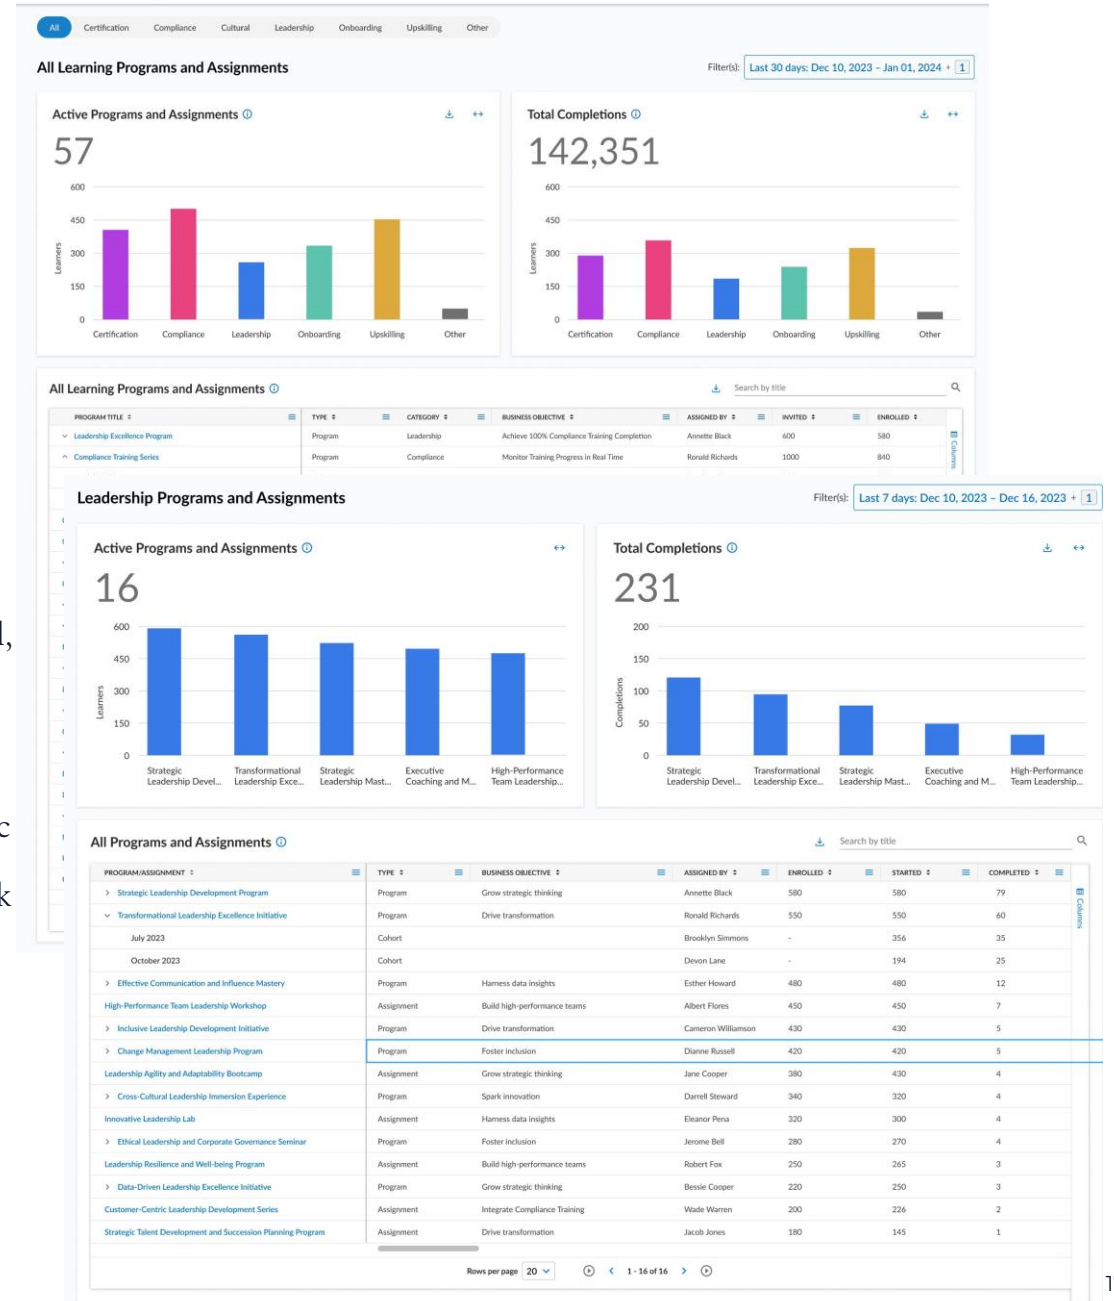 All Certification Compliance Cultural Leadership Onboarding Upskilling Other
All Learning Programs and Assignments
Filter(s): Last 30 days: Dec 10, 2023 – Jan 01, 2024 + 1
Active Programs and Assignments
57
600
450
300
150
0
Learners
Certification Compliance Leadership Onboarding Upskilling Other
Total Completions
142,351
600
450
300
150
0
Learners
Certification Compliance Leadership Onboarding Upskilling Other
All Learning Programs and Assignments
Search by title
PROGRAM TITLE TYPE CATEGORY BUSINESS OBJECTIVE ASSIGNED BY INVITED ENROLLED
Leadership Excellence Program Program Leadership Achieve 100% Compliance Training Completion Annette Black 600 580
Compliance Training Series Program Compliance Monitor Training Progress in Real Time Ronald Richards 1000 840
Columns
Leadership Programs and Assignments
Filter(s): Last 7 days: Dec 10, 2023 – Dec 16, 2023 + 1
Active Programs and Assignments
16
600
450
300
150
0
Learners
Strategic Leadership Devel... Transformational Leadership Exce... Strategic Leadership Mast... Executive Coaching and M... High-Performance Team Leadership...
Total Completions
231
200
150
100
50
0
Completions
Strategic Leadership Devel... Transformational Leadership Exce... Strategic Leadership Mast... Executive Coaching and M... High-Performance Team Leadership...
All Programs and Assignments
Search by title
PROGRAM/ASSIGNMENT TYPE BUSINESS OBJECTIVE ASSIGNED BY ENROLLED STARTED COMPLETED
Strategic Leadership Development Program Program Grow strategic thinking Annette Black 580 580 79
Transformational Leadership Excellence Initiative Program Drive transformation Ronald Richards 550 550 60
July 2023 Cohort Brooklyn Simmons - 356 35
October 2023 Cohort Devon Lane - 194 25
Effective Communication and Influence Mastery Program Harness data insights Esther Howard 480 480 12
High-Performance Team Leadership Workshop Assignment Build high-performance teams Albert Flores 450 450 7
Inclusive Leadership Development Initiative Program Drive transformation Cameron Williamson 430 430 5
Change Management Leadership Program Program Foster inclusion Dianne Russell 420 420 5
Leadership Agility and Adaptability Bootcamp Assignment Grow strategic thinking Jane Cooper 380 430 4
Cross-Cultural Leadership Immersion Experience Program Spark innovation Darrell Steward 340 320 4
Innovative Leadership Lab Assignment Harness data insights Eleanor Pena 320 300 4
Ethical Leadership and Corporate Governance Seminar Program Foster inclusion Jerome Bell 280 270 4
Leadership Resilience and Well-being Program Assignment Build high-performance teams Robert Fox 250 265 3
Data-Driven Leadership Excellence Initiative Program Grow strategic thinking Bessie Cooper 220 250 3
Customer-Centric Leadership Development Series Assignment Integrate Compliance Training Wade Warren 200 226 2
Strategic Talent Development and Succession Planning Program Assignment Drive transformation Jacob Jones 180 145 1
Columns
Rows per page 20 1 - 16 of 16